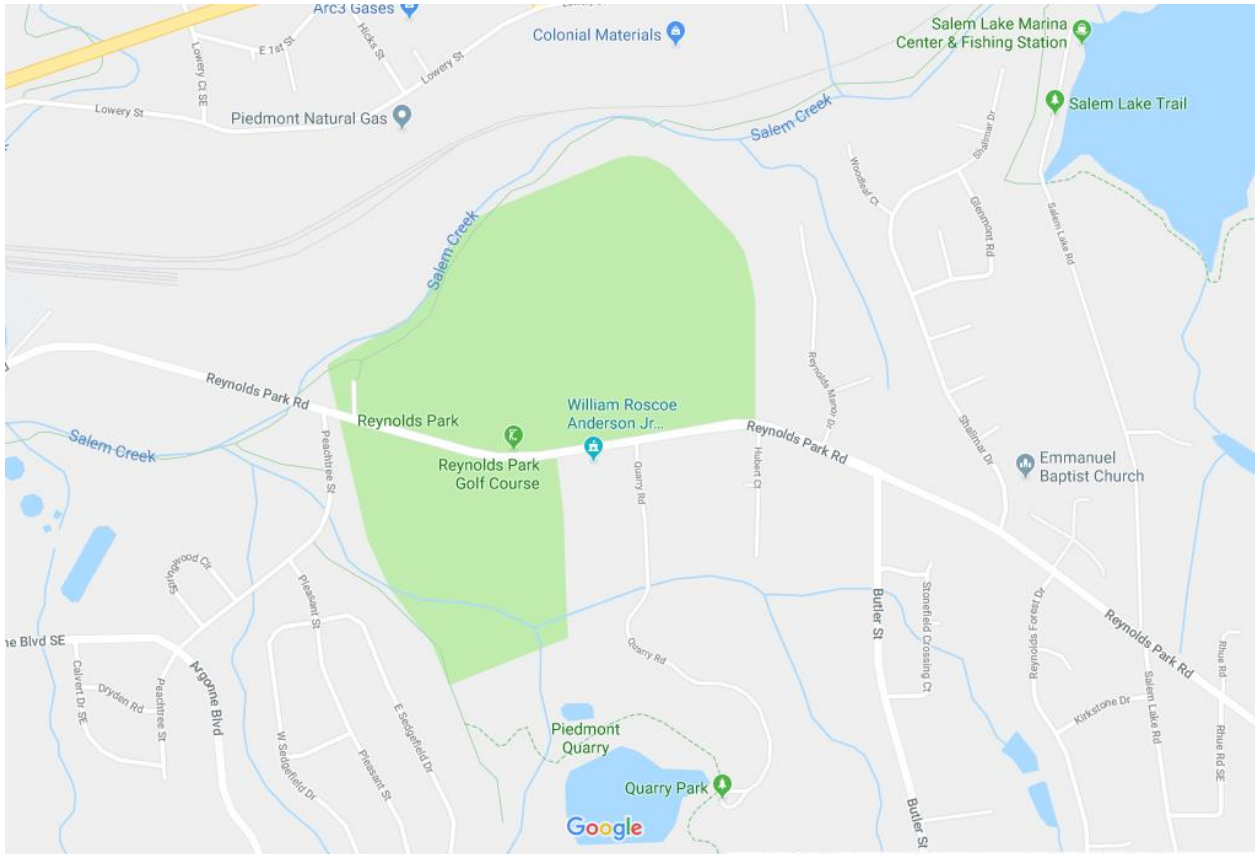 Arc3 Gases
Lowery St
E 1st St
Hicks St
Lowery Ct SE
Lowery St
Lowery St
Colonial Materials
Piedmont Natural Gas
Salem Lake Marina
Center & Fishing Station
Salem Lake Trail
Salem Creek
Salem Creek
Salem Creek
Shalimar Dr
Woodleaf Ct
Glenmont Rd
Salem Lake Rd
Reynolds Park Rd
Reynolds Park
William Roscoe
Anderson Jr...
Reynolds Park
Golf Course
Reynolds Manor Dr
Reynolds Park Rd
Shalimar Dr
Emmanuel
Baptist Church
Peachtree St
Quarry Rd
Hubert Ct
Springwood Cir
Pleasant St
Butler St
Stonefield Crossing Ct
Reynolds Forest Dr
Reynolds Park Rd
Rhue Rd
ne Blvd SE
Argonne Blvd
Calvert Dr SE
Dryden Rd
Peachtree St
W Sedgefield Dr
Pleasant St
E Sedgefield Dr
Quarry Rd
Kirkstone Dr
Salem Lake Rd
Rhue Rd SE
Piedmont
Quarry
Quarry Park
Butler St
Google